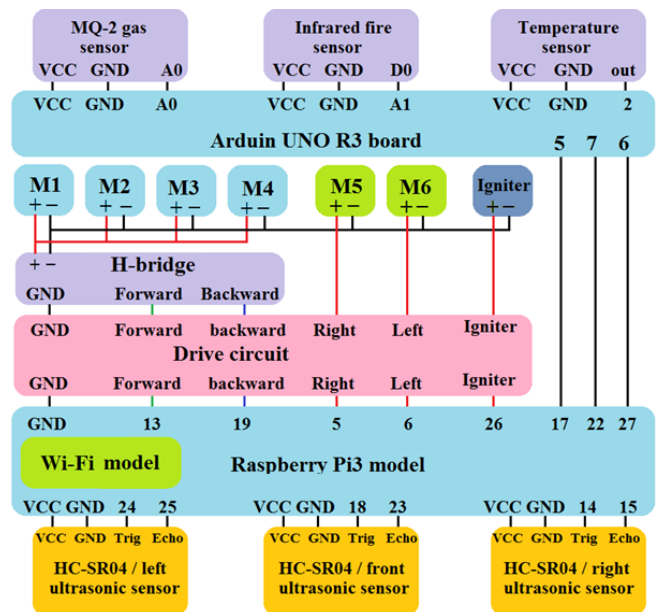 MQ-2 gas sensor
Infrared fire sensor
Temperature sensor
VCC GND A0
VCC GND D0
VCC GND out
VCC GND A0
VCC GND A1
VCC GND 2
Arduin UNO R3 board
5 7 6
M1 M2 M3 M4 M5 M6 Igniter
+− +− +− +− +− +− +−
+−
H-bridge
GND Forward Backward
GND Forward backward Right Left Igniter
Drive circuit
GND Forward backward Right Left Igniter
GND 13 19 5 6 26 17 22 27
Wi-Fi model
Raspberry Pi3 model
VCC GND 24 25
VCC GND 18 23
VCC GND 14 15
VCC GND Trig Echo
VCC GND Trig Echo
VCC GND Trig Echo
HC-SR04 / left
ultrasonic sensor
HC-SR04 / front
ultrasonic sensor
HC-SR04 / right
ultrasonic sensor